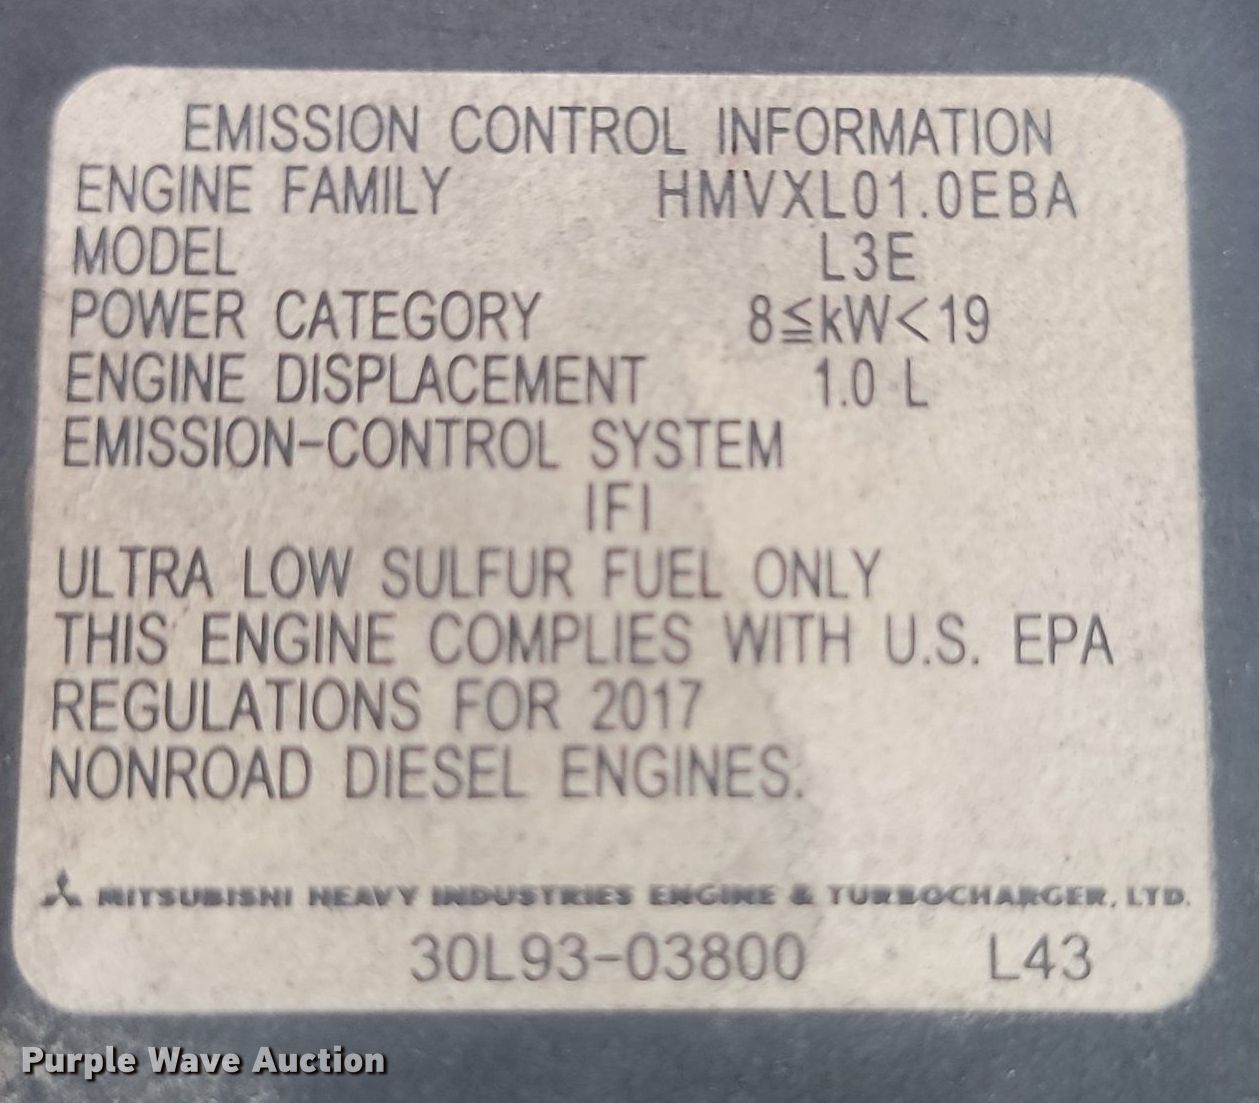 EMISSION CONTROL INFORMATION
ENGINE FAMILY HMVXL01.0EBA
MODEL L3E
POWER CATEGORY 8≦kW<19
ENGINE DISPLACEMENT 1.0 L
EMISSION-CONTROL SYSTEM
IFI
ULTRA LOW SULFUR FUEL ONLY
THIS ENGINE COMPLIES WITH U.S. EPA
REGULATIONS FOR 2017
NONROAD DIESEL ENGINES.
MITSUBISHI HEAVY INDUSTRIES ENGINE & TURBOCHARGER, LTD.
30L93-03800 L43
Purple Wave Auction